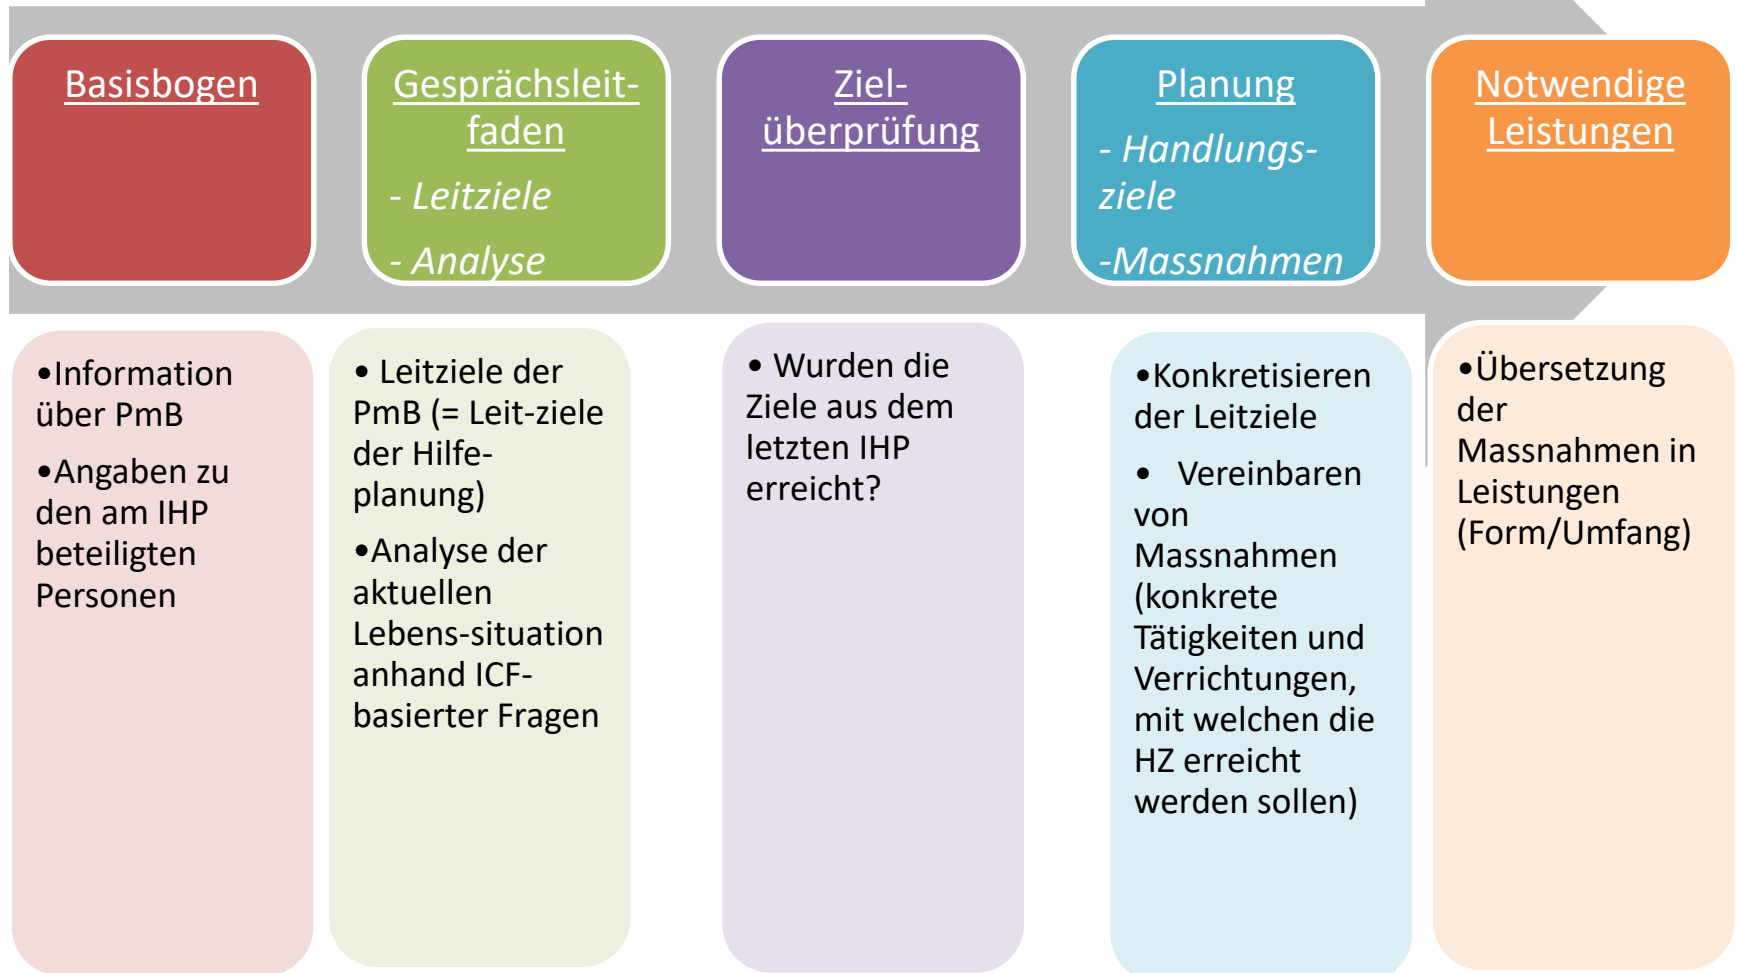 Basisbogen
Gesprächsleit-
faden
- Leitziele
- Analyse
Ziel-
überprüfung
Planung
- Handlungs-
ziele
-Massnahmen
Notwendige
Leistungen
•Information
über PmB
•Angaben zu
den am IHP
beteiligten
Personen
• Leitziele der
PmB (= Leit-ziele
der Hilfe-
planung)
•Analyse der
aktuellen
Lebens-situation
anhand ICF-
basierter Fragen
• Wurden die
Ziele aus dem
letzten IHP
erreicht?
•Konkretisieren
der Leitziele
• Vereinbaren
von
Massnahmen
(konkrete
Tätigkeiten und
Verrichtungen,
mit welchen die
HZ erreicht
werden sollen)
•Übersetzung
der
Massnahmen in
Leistungen
(Form/Umfang)